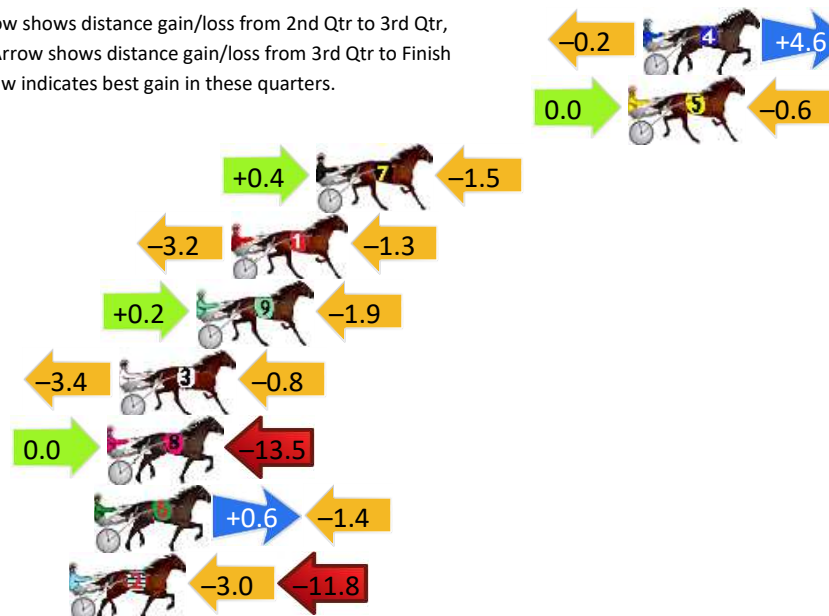 ow shows distance gain/loss from 2nd Qtr to 3rd Qtr,
Arrow shows distance gain/loss from 3rd Qtr to Finish
w indicates best gain in these quarters.
–0.2 4 +4.6
0.0 5 –0.6
+0.4 7 –1.5
–3.2 1 –1.3
+0.2 9 –1.9
–3.4 3 –0.8
0.0 8 –13.5
+0.6 –1.4
–3.0 –11.8